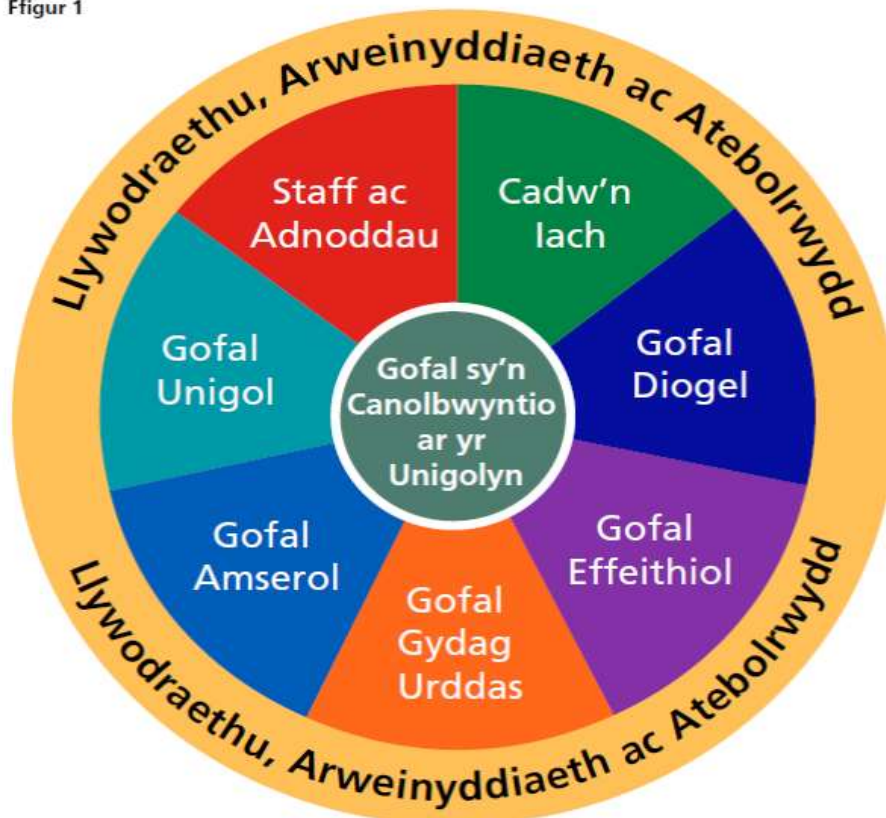 Ffigur 1
Llywodraethu, Arweinyddiaeth ac Atebolrwydd
Staff ac
Adnoddau
Cadw'n
Iach
Gofal
Unigol
Gofal
Diogel
Gofal sy'n
Canolbwyntio
ar yr
Unigolyn
Gofal
Amserol
Gofal
Effeithiol
Gofal
Gydag
Urddas
Llywodraethu, Arweinyddiaeth ac Atebolrwydd